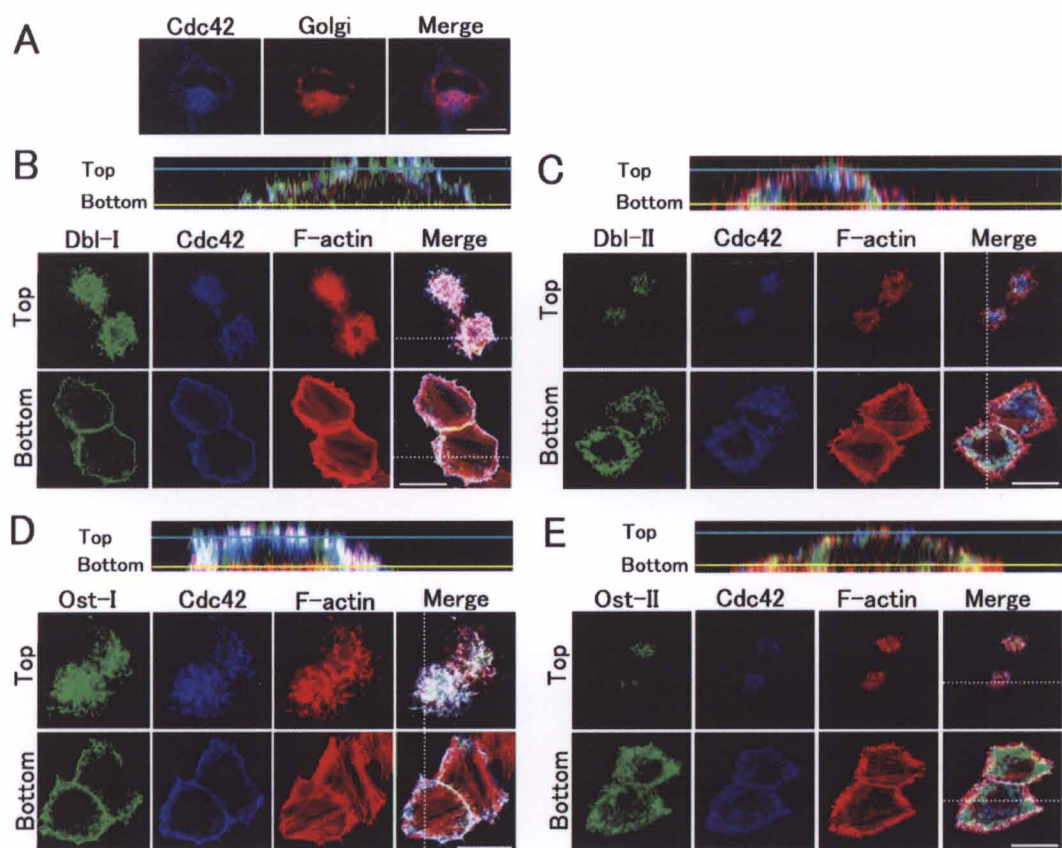 A
Cdc42 Golgi Merge
B
Top
Bottom
Dbl-I Cdc42 F-actin Merge
Top
Bottom
C
Top
Bottom
Dbl-II Cdc42 F-actin Merge
Top
Bottom
D
Top
Bottom
Ost-I Cdc42 F-actin Merge
Top
Bottom
E
Top
Bottom
Ost-II Cdc42 F-actin Merge
Top
Bottom